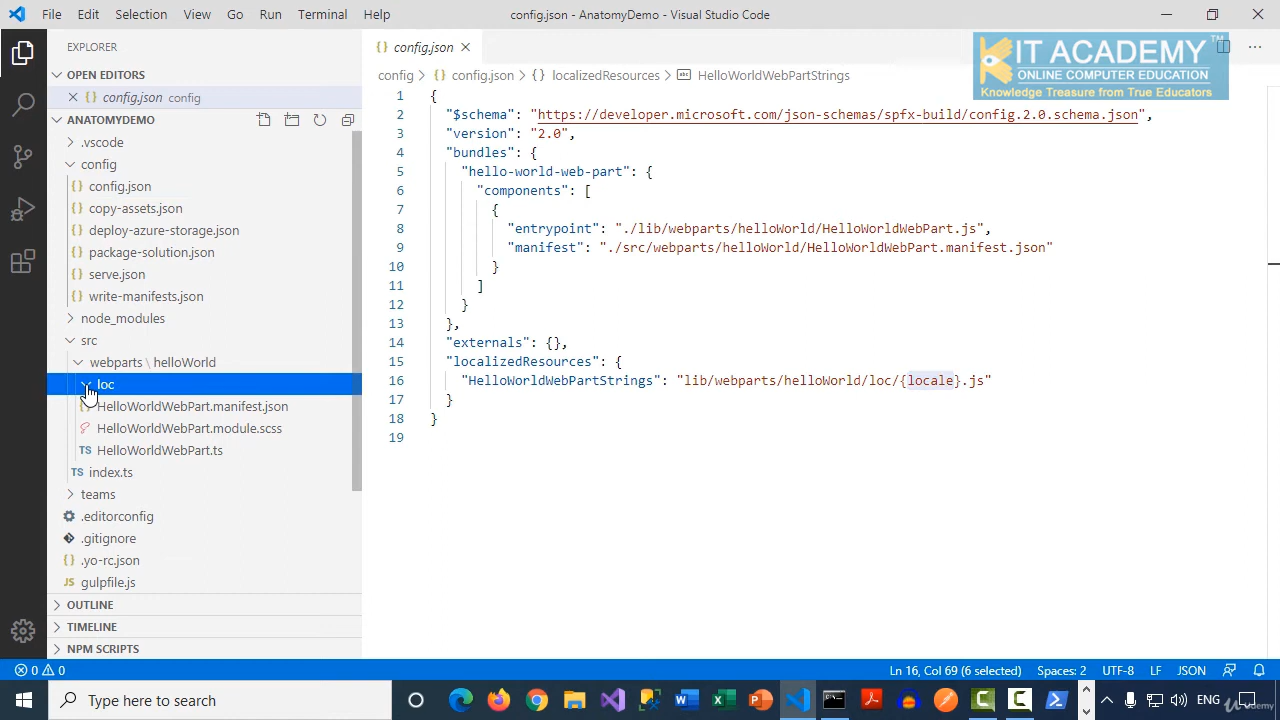 File Edit Selection View Go Run Terminal Help
config.json - AnatomyDemo - Visual Studio Code
EXPLORER
OPEN EDITORS
config.json config
ANATOMYDEMO
.vscode
config
config.json
copy-assets.json
deploy-azure-storage.json
package-solution.json
serve.json
write-manifests.json
node_modules
src
webparts \ helloWorld
loc
HelloWorldWebPart.manifest.json
HelloWorldWebPart.module.scss
TS HelloWorldWebPart.ts
TS index.ts
teams
.editorconfig
.gitignore
.yo-rc.json
JS gulpfile.js
OUTLINE
TIMELINE
NPM SCRIPTS
config.json
KIT ACADEMY™
ONLINE COMPUTER EDUCATION
Knowledge Treasure from True Educators
config > {} config.json > {} localizedResources > HelloWorldWebPartStrings
1 {
2 "$schema": "https://developer.microsoft.com/json-schemas/spfx-build/config.2.0.schema.json",
3 "version": "2.0",
4 "bundles": {
5 "hello-world-web-part": {
6 "components": [
7 {
8 "entrypoint": "./lib/webparts/helloWorld/HelloWorldWebPart.js",
9 "manifest": "./src/webparts/helloWorld/HelloWorldWebPart.manifest.json"
10 }
11 ]
12 }
13 },
14 "externals": {},
15 "localizedResources": {
16 "HelloWorldWebPartStrings": "lib/webparts/helloWorld/loc/{locale}.js"
17 }
18 }
19
0 0
Ln 16, Col 69 (6 selected) Spaces: 2 UTF-8 LF JSON
Type here to search
ENG
Udemy